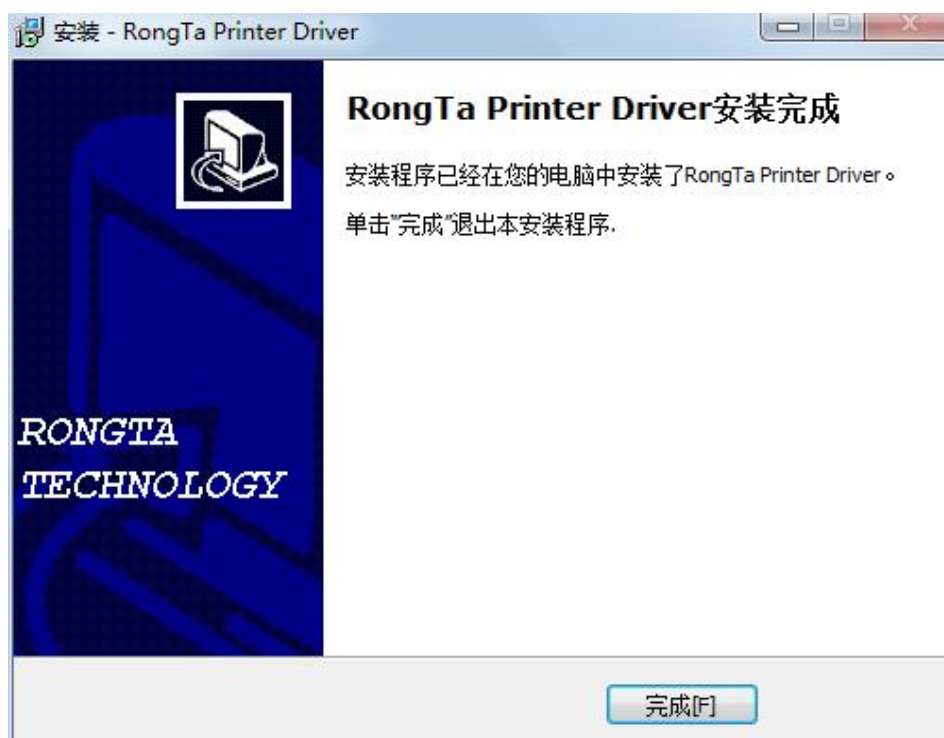 安装 - RongTa Printer Driver
RongTa Printer Driver安装完成
安装程序已经在您的电脑中安装了RongTa Printer Driver。
单击"完成"退出本安装程序.
RONGTA
TECHNOLOGY
完成[F]